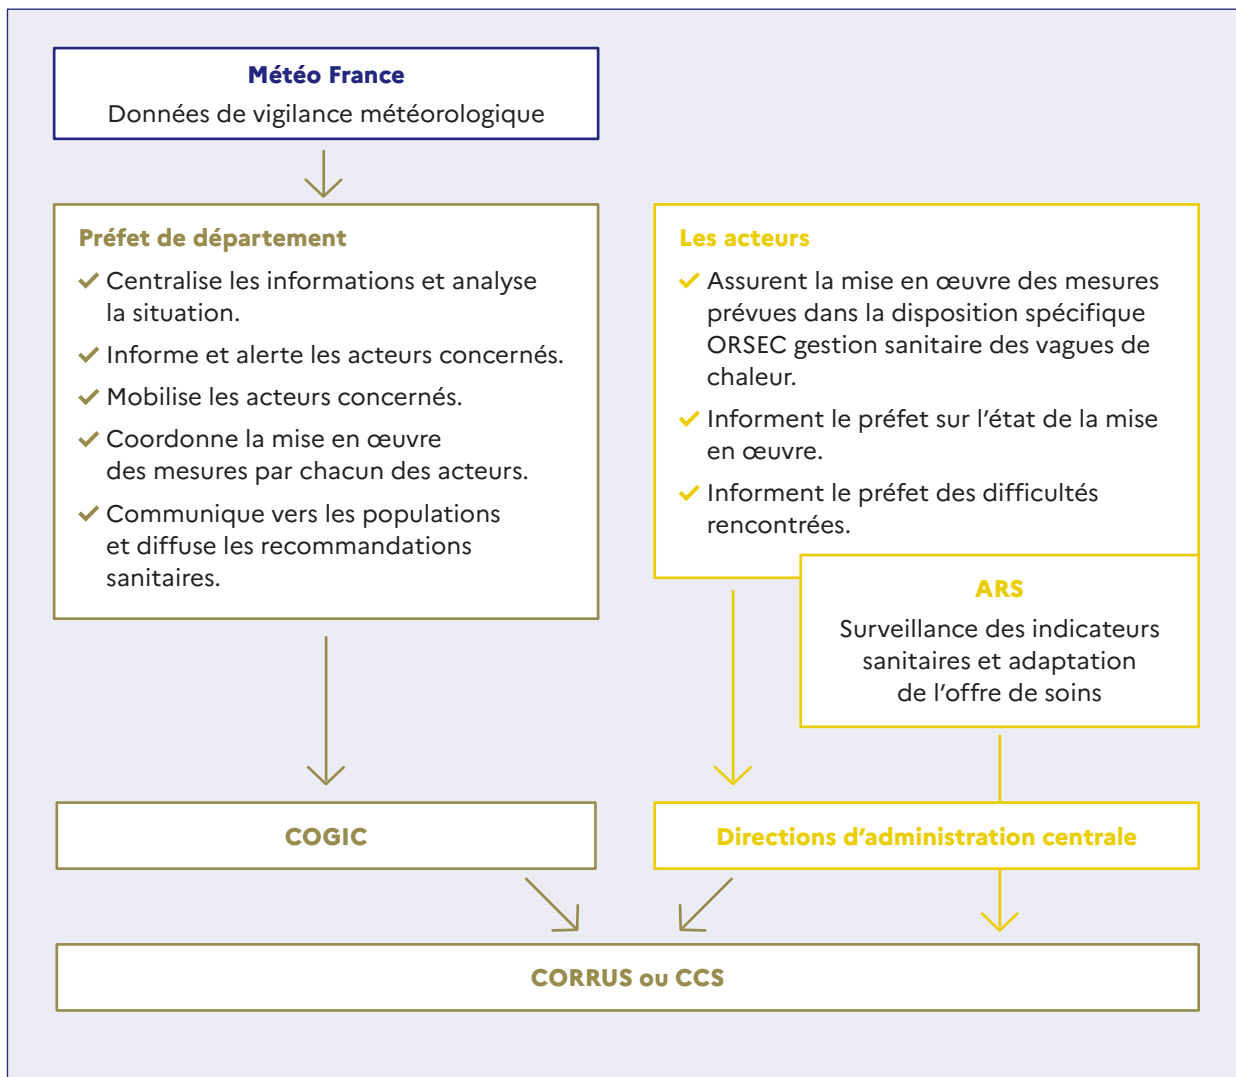 Météo France
Données de vigilance météorologique
Préfet de département
Centralise les informations et analyse
la situation.
Informe et alerte les acteurs concernés.
Mobilise les acteurs concernés.
Coordonne la mise en œuvre
des mesures par chacun des acteurs.
Communique vers les populations
et diffuse les recommandations
sanitaires.
Les acteurs
Assurent la mise en œuvre des mesures
prévues dans la disposition spécifique
ORSEC gestion sanitaire des vagues de
chaleur.
Informent le préfet sur l’état de la mise
en œuvre.
Informent le préfet des difficultés
rencontrées.
ARS
Surveillance des indicateurs
sanitaires et adaptation
de l’offre de soins
COGIC
Directions d’administration centrale
CORRUS ou CCS